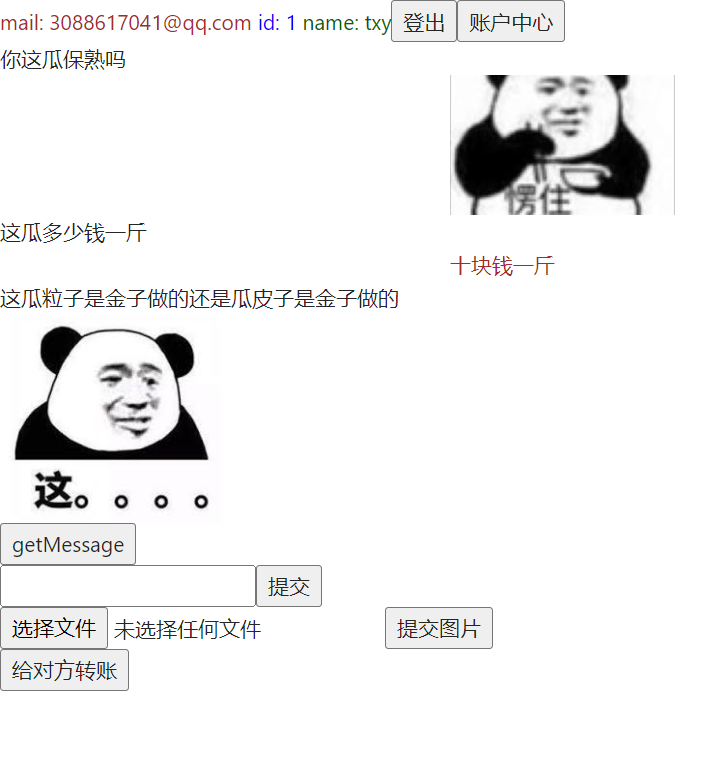 mail: 3088617041@qq.com id: 1 name: txy 登出 账户中心
你这瓜保熟吗
愣住
这瓜多少钱一斤
十块钱一斤
这瓜粒子是金子做的还是瓜皮子是金子做的
这。。。。
getMessage
提交
选择文件 未选择任何文件 提交图片
给对方转账